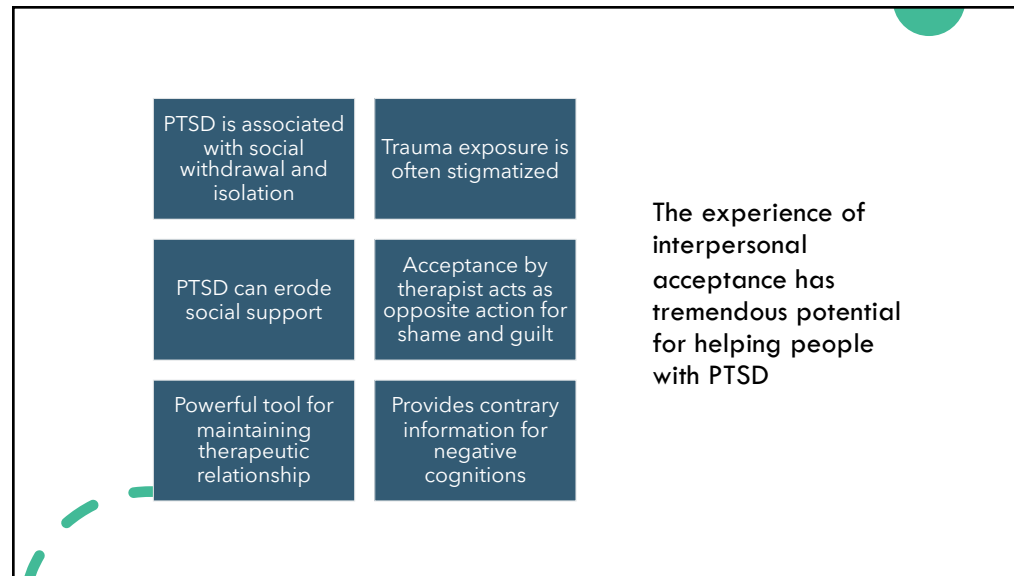 PTSD is associated
with social
withdrawal and
isolation
Trauma exposure is
often stigmatized
PTSD can erode
social support
Acceptance by
therapist acts as
opposite action for
shame and guilt
Powerful tool for
maintaining
therapeutic
relationship
Provides contrary
information for
negative
cognitions
The experience of
interpersonal
acceptance has
tremendous potential
for helping people
with PTSD